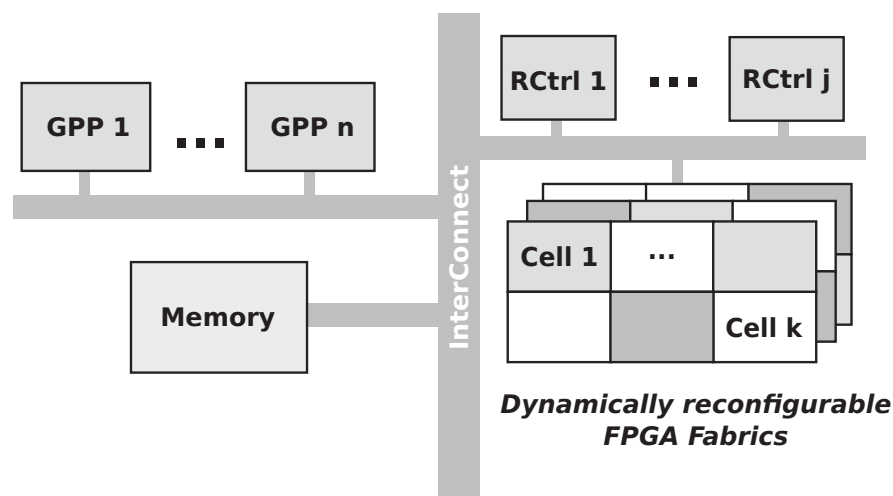 GPP 1
...
GPP n
Memory
InterConnect
RCtrl 1
...
RCtrl j
Cell 1
...
Cell k
Dynamically reconfigurable
FPGA Fabrics